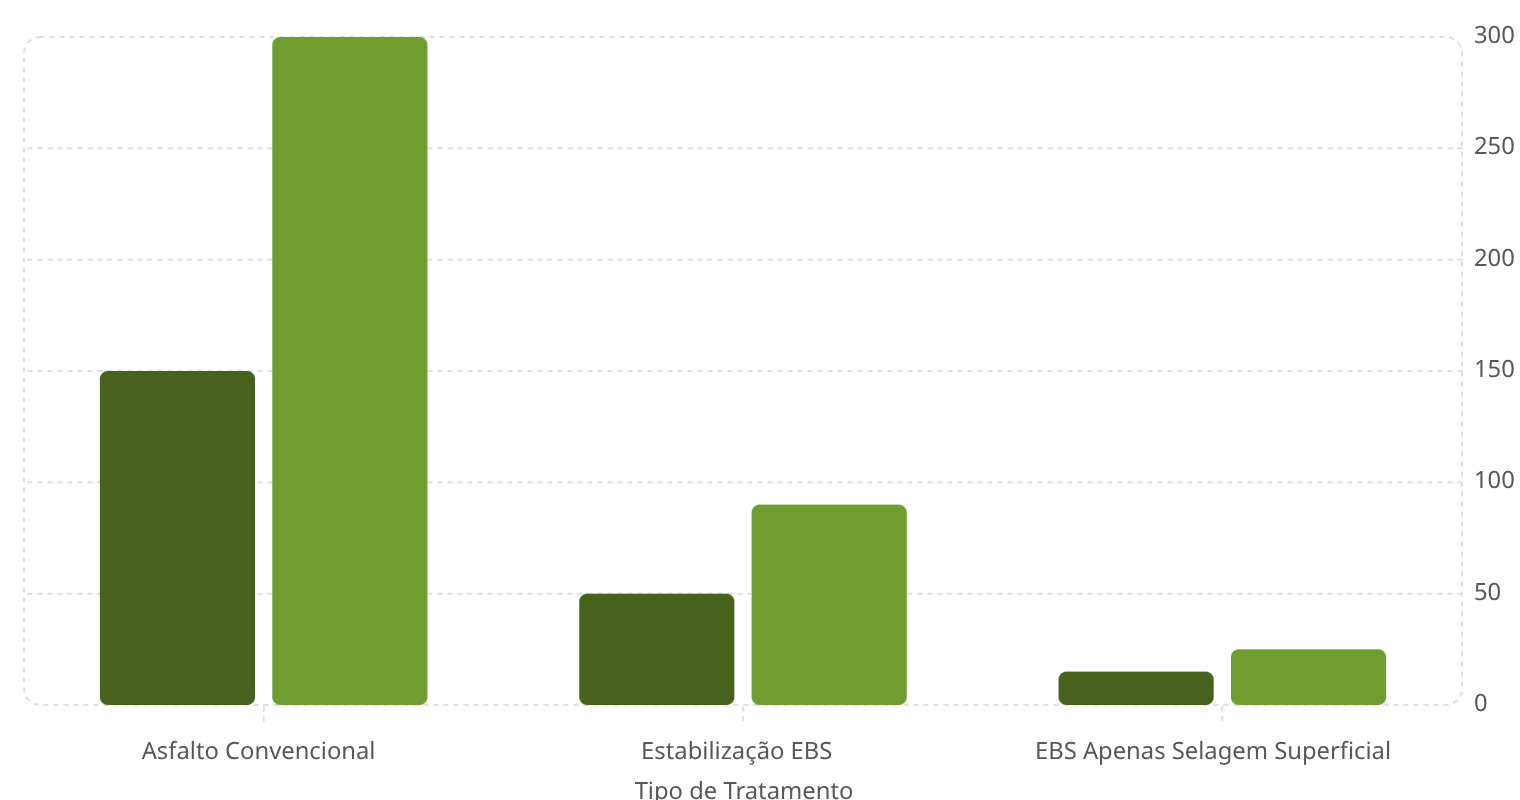 300
250
200
150
100
50
0
Asfalto Convencional
Estabilização EBS
EBS Apenas Selagem Superficial
Tipo de Tratamento